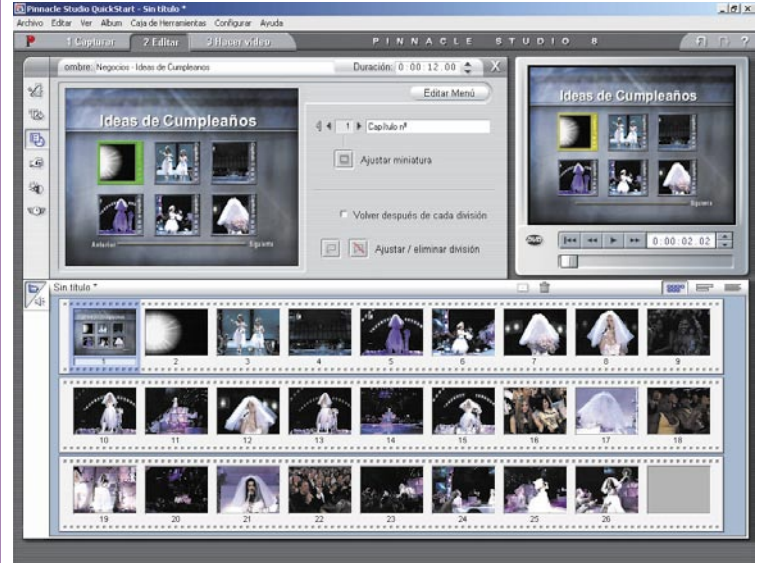 Pinnacle Studio QuickStart - Sin título *
Archivo Editar Ver Album Caja de Herramientas Configurar Ayuda
1 Capturar 2 Editar 3 Hacer vídeo PINNACLE STUDIO 8
ombre: Negocios - Ideas de Cumpleanos Duración: 0:00:12.00 X
Editar Menú
Ideas de Cumpleaños
1 Capítulo nº
Ajustar miniatura
Volver después de cada división
Anterior Siguiente
Ajustar / eliminar división
Ideas de Cumpleaños
Siguiente
DVD 0:00:02.02
Sin título *
1 2 3 4 5 6 7 8 9
10 11 12 13 14 15 16 17 18
19 20 21 22 23 24 25 26